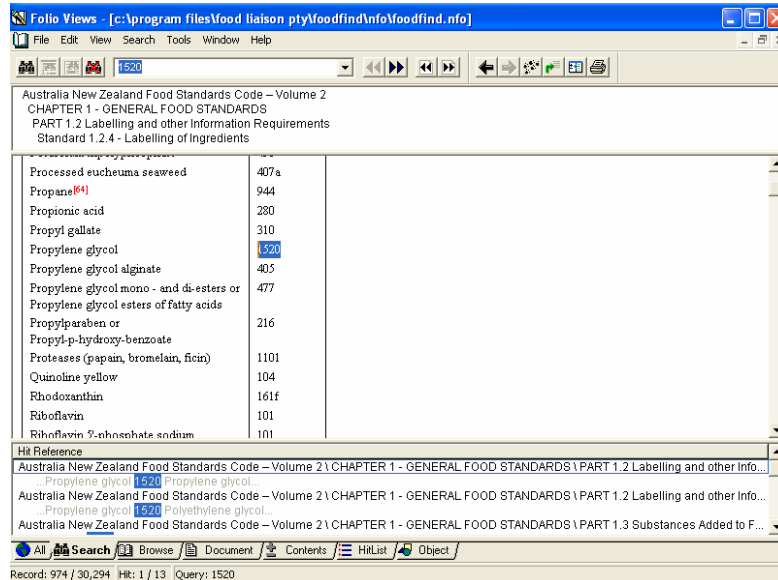 Folio Views - [c:\program files\food liaison pty\foodfind\nfo\foodfind.nfo]
File Edit View Search Tools Window Help
1520
Australia New Zealand Food Standards Code – Volume 2
CHAPTER 1 - GENERAL FOOD STANDARDS
PART 1.2 Labelling and other Information Requirements
Standard 1.2.4 - Labelling of Ingredients
Processed eucheuma seaweed 407a
Propane[64] 944
Propionic acid 280
Propyl gallate 310
Propylene glycol 1520
Propylene glycol alginate 405
Propylene glycol mono - and di-esters or 477
Propylene glycol esters of fatty acids
Propylparaben or 216
Propyl-p-hydroxy-benzoate
Proteases (papain, bromelain, ficin) 1101
Quinoline yellow 104
Rhodoxanthin 161f
Riboflavin 101
Riboflavin 5'-phosphate sodium 101
Hit Reference
Australia New Zealand Food Standards Code – Volume 2 \ CHAPTER 1 - GENERAL FOOD STANDARDS \ PART 1.2 Labelling and other Info...
...Propylene glycol 1520 Propylene glycol...
Australia New Zealand Food Standards Code – Volume 2 \ CHAPTER 1 - GENERAL FOOD STANDARDS \ PART 1.2 Labelling and other Info...
...Propylene glycol 1520 Polyethylene glycol...
Australia New Zealand Food Standards Code – Volume 2 \ CHAPTER 1 - GENERAL FOOD STANDARDS \ PART 1.3 Substances Added to F...
All Search Browse Document Contents HitList Object
Record: 974 / 30,294 Hit: 1 / 13 Query: 1520